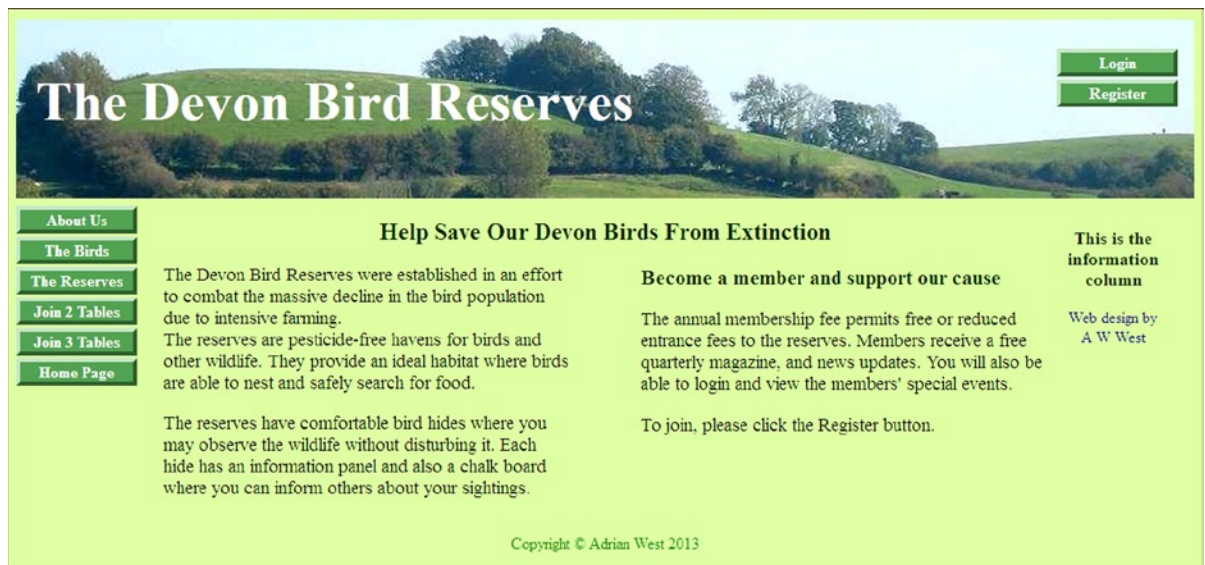 The Devon Bird Reserves
Login
Register
About Us
The Birds
The Reserves
Join 2 Tables
Join 3 Tables
Home Page
Help Save Our Devon Birds From Extinction
The Devon Bird Reserves were established in an effort
to combat the massive decline in the bird population
due to intensive farming.
The reserves are pesticide-free havens for birds and
other wildlife. They provide an ideal habitat where birds
are able to nest and safely search for food.
The reserves have comfortable bird hides where you
may observe the wildlife without disturbing it. Each
hide has an information panel and also a chalk board
where you can inform others about your sightings.
Become a member and support our cause
The annual membership fee permits free or reduced
entrance fees to the reserves. Members receive a free
quarterly magazine, and news updates. You will also be
able to login and view the members' special events.
To join, please click the Register button.
This is the
information
column
Web design by
A W West
Copyright © Adrian West 2013